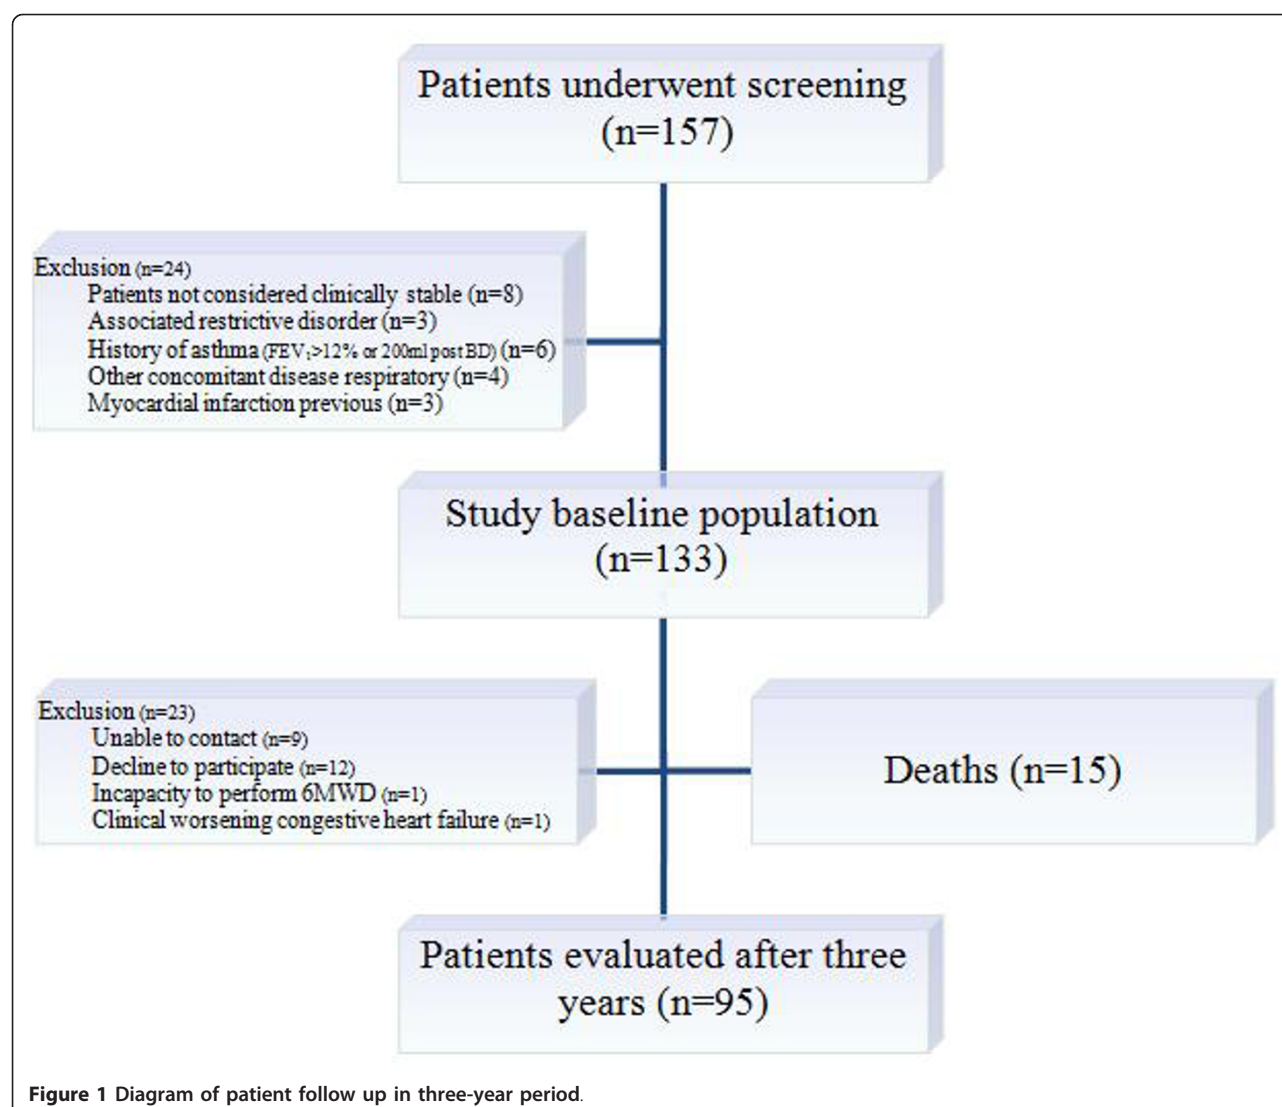 Patients underwent screening
(n=157)
Exclusion (n=24)
Patients not considered clinically stable (n=8)
Associated restrictive disorder (n=3)
History of asthma (FEV₁>12% or 200ml post BD) (n=6)
Other concomitant disease respiratory (n=4)
Myocardial infarction previous (n=3)
Study baseline population
(n=133)
Exclusion (n=23)
Unable to contact (n=9)
Decline to participate (n=12)
Incapacity to perform 6MWD (n=1)
Clinical worsening congestive heart failure (n=1)
Deaths (n=15)
Patients evaluated after three
years (n=95)
Figure 1 Diagram of patient follow up in three-year period.